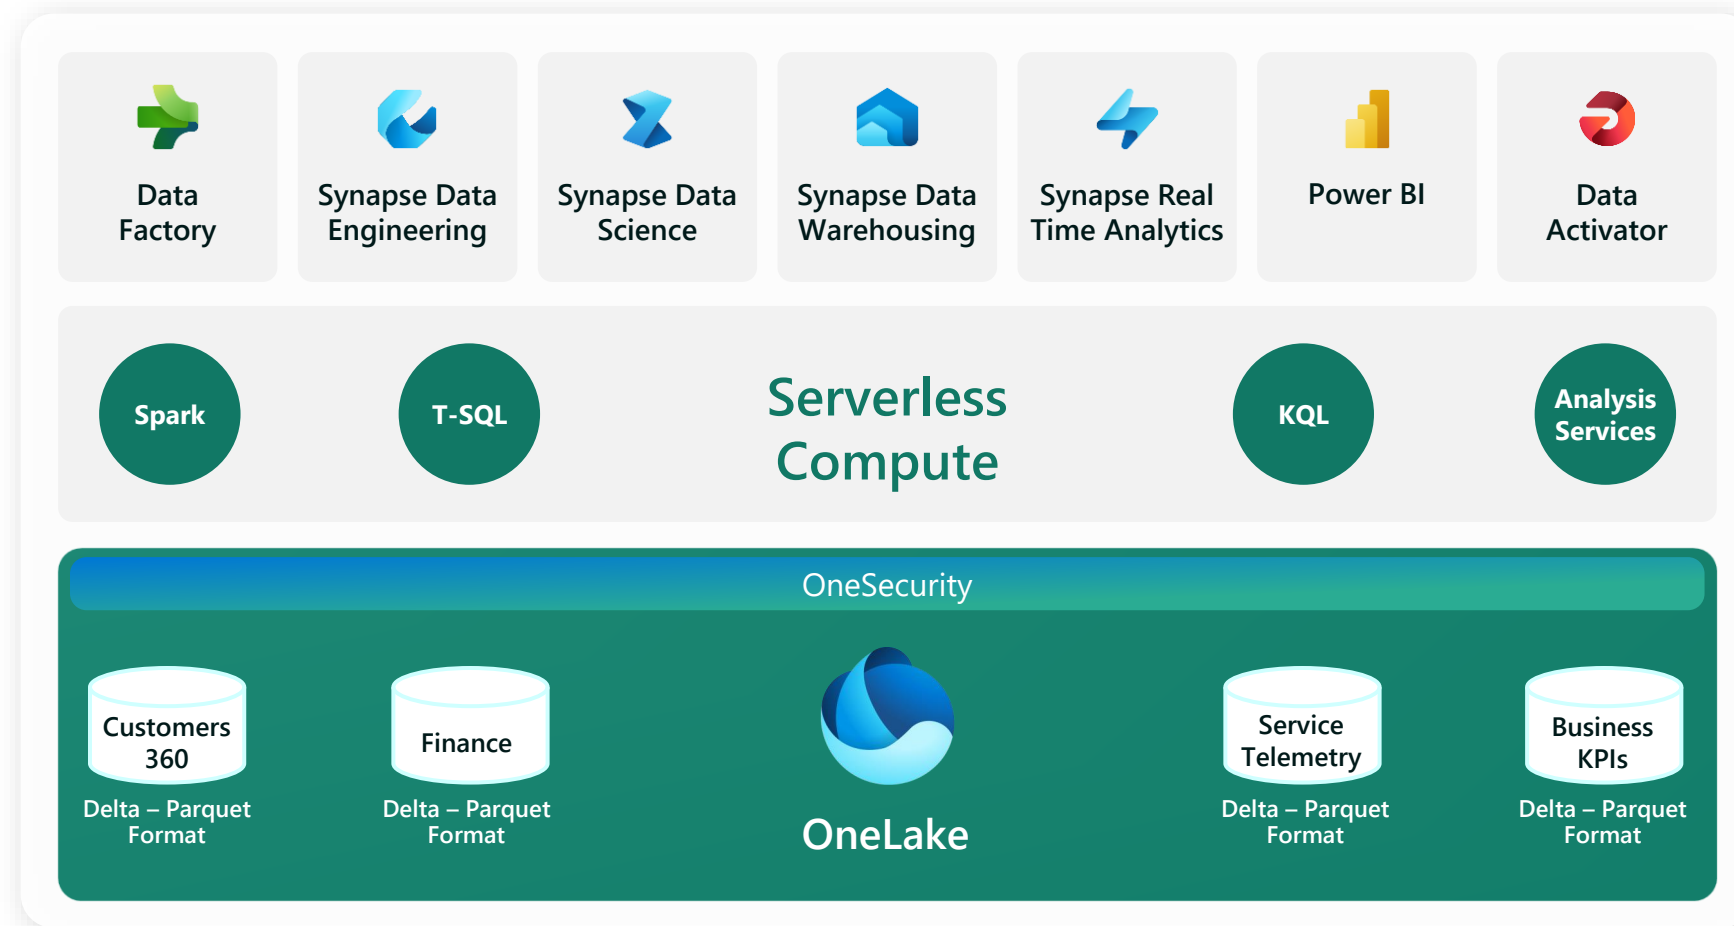 Data
Factory
Synapse Data
Engineering
Synapse Data
Science
Synapse Data
Warehousing
Synapse Real
Time Analytics
Power BI
Data
Activator
Spark
T-SQL
Serverless
Compute
KQL
Analysis
Services
OneSecurity
Customers
360
Delta – Parquet
Format
Finance
Delta – Parquet
Format
OneLake
Service
Telemetry
Delta – Parquet
Format
Business
KPIs
Delta – Parquet
Format